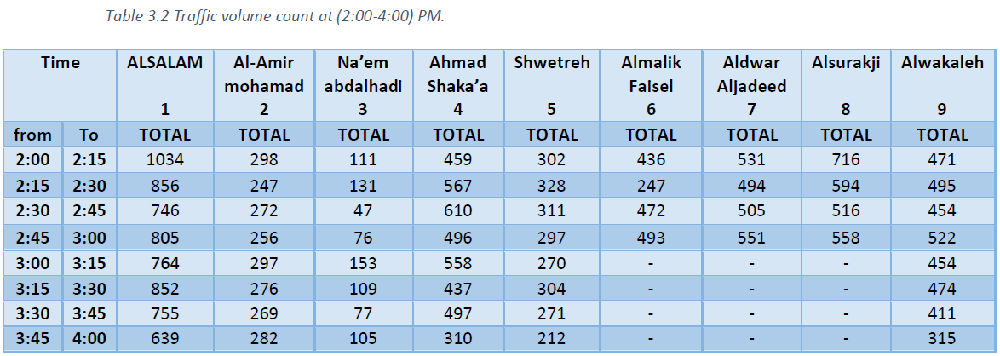 Table 3.2 Traffic volume count at (2:00-4:00) PM.
Time ALSALAM Al-Amir Na’em Ahmad Shwetreh Almalik Aldwar Alsurakji Alwakaleh
mohamad abdalhadi Shaka’a Faisel Aljadeed
1 2 3 4 5 6 7 8 9
from To TOTAL TOTAL TOTAL TOTAL TOTAL TOTAL TOTAL TOTAL TOTAL
2:00 2:15 1034 298 111 459 302 436 531 716 471
2:15 2:30 856 247 131 567 328 247 494 594 495
2:30 2:45 746 272 47 610 311 472 505 516 454
2:45 3:00 805 256 76 496 297 493 551 558 522
3:00 3:15 764 297 153 558 270 - - - 454
3:15 3:30 852 276 109 437 304 - - - 474
3:30 3:45 755 269 77 497 271 - - - 411
3:45 4:00 639 282 105 310 212 - - - 315